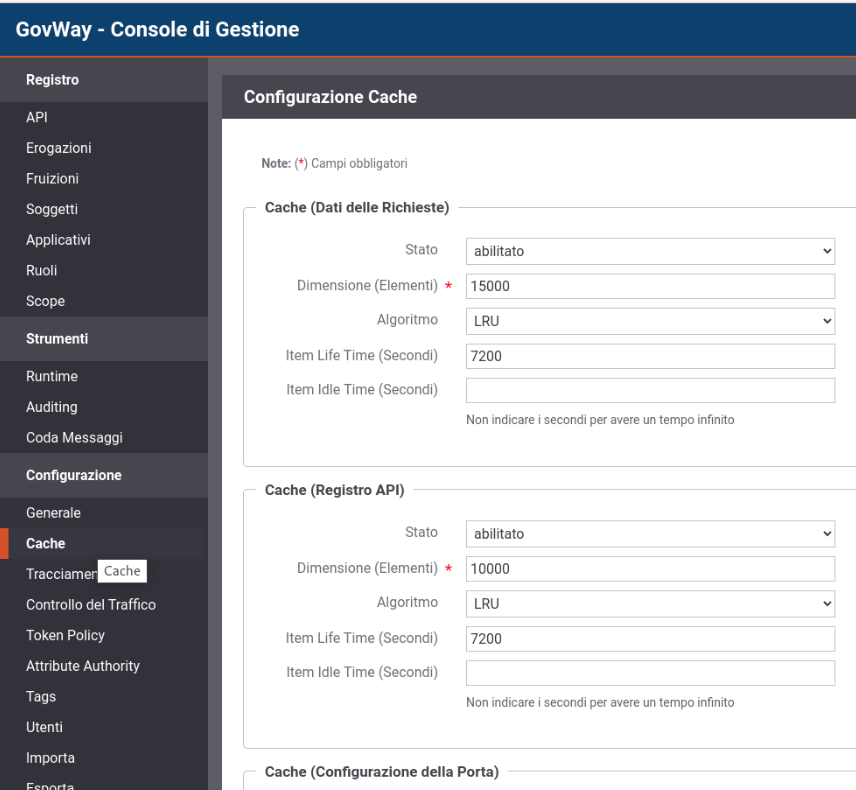 GovWay - Console di Gestione
Registro
API
Erogazioni
Fruizioni
Soggetti
Applicativi
Ruoli
Scope
Strumenti
Runtime
Auditing
Coda Messaggi
Configurazione
Generale
Cache
Tracciamen
Cache
Controllo del Traffico
Token Policy
Attribute Authority
Tags
Utenti
Importa
Esporta
Configurazione Cache
Note: (*) Campi obbligatori
Cache (Dati delle Richieste)
Stato abilitato
Dimensione (Elementi) * 15000
Algoritmo LRU
Item Life Time (Secondi) 7200
Item Idle Time (Secondi)
Non indicare i secondi per avere un tempo infinito
Cache (Registro API)
Stato abilitato
Dimensione (Elementi) * 10000
Algoritmo LRU
Item Life Time (Secondi) 7200
Item Idle Time (Secondi)
Non indicare i secondi per avere un tempo infinito
Cache (Configurazione della Porta)